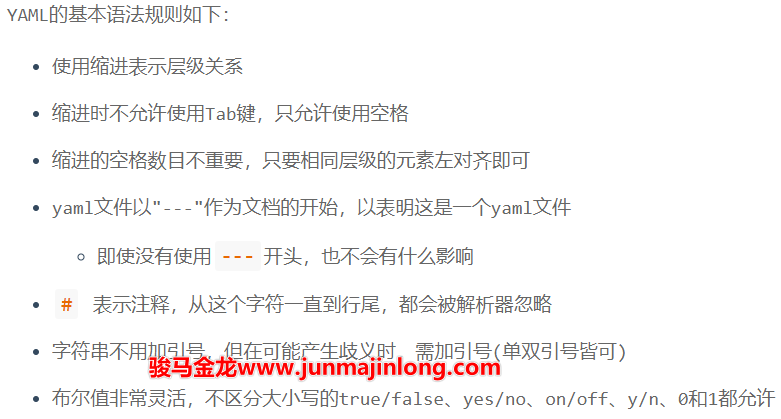 YAML的基本语法规则如下：
使用缩进表示层级关系
缩进时不允许使用Tab键，只允许使用空格
缩进的空格数目不重要，只要相同层级的元素左对齐即可
yaml文件以"---"作为文档的开始，以表明这是一个yaml文件
即使没有使用 --- 开头，也不会有什么影响
# 表示注释，从这个字符一直到行尾，都会被解析器忽略
字符串不用加引号，但在可能产生歧义时，需加引号(单双引号皆可)
骏马金龙www.junmajinlong.com
布尔值非常灵活，不区分大小写的true/false、yes/no、on/off、y/n、0和1都允许